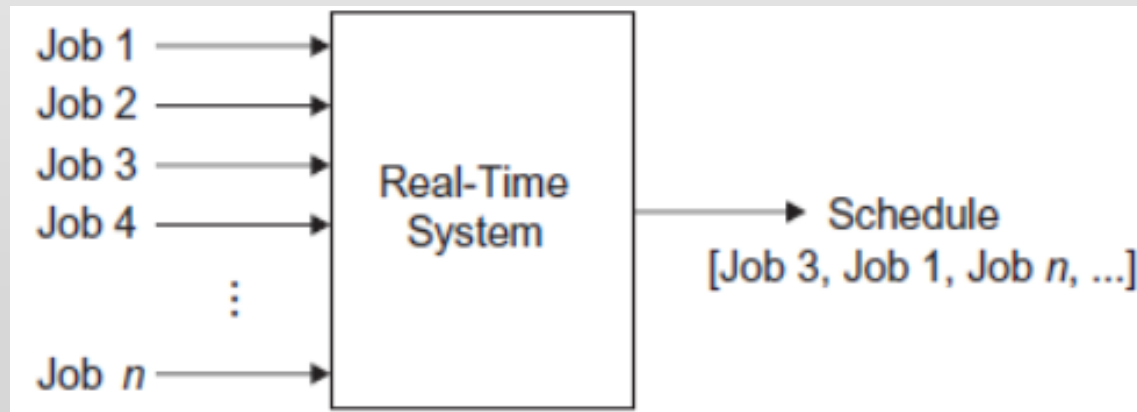 Job 1
Job 2
Job 3
Job 4
⋮
Job n
Real-Time
System
Schedule
[Job 3, Job 1, Job n, ...]